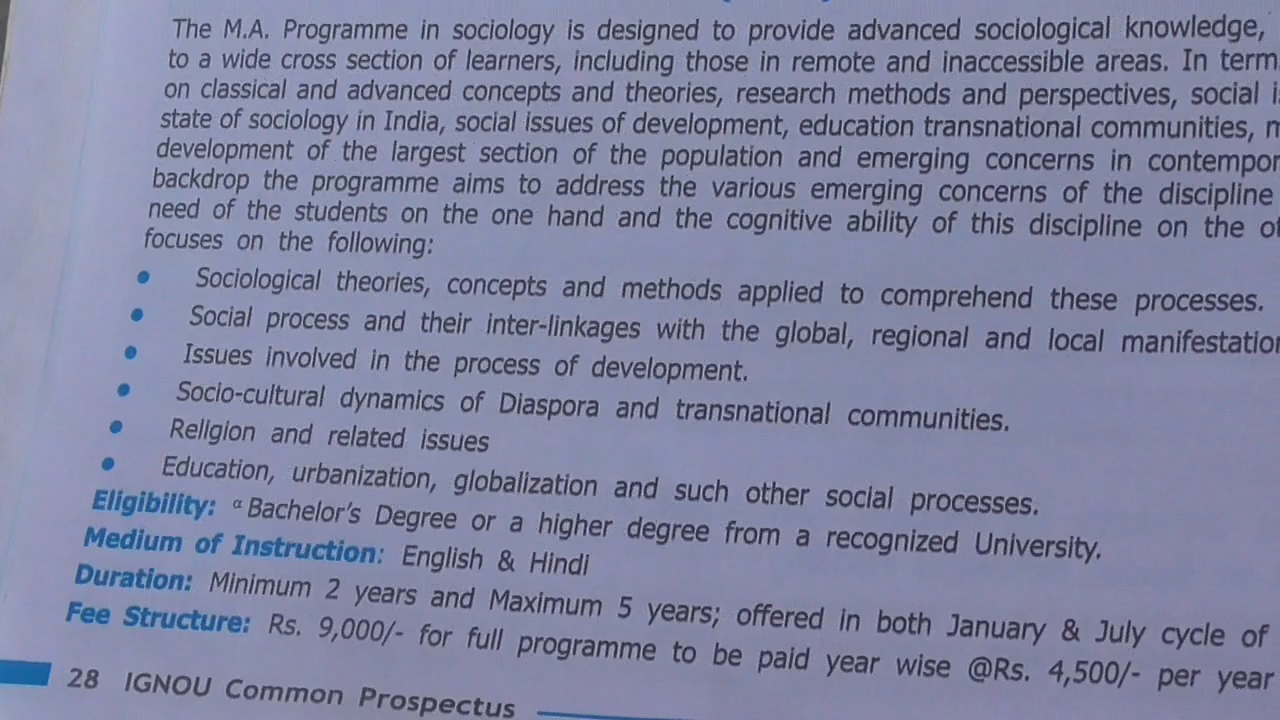 The M.A. Programme in sociology is designed to provide advanced sociological knowledge,
to a wide cross section of learners, including those in remote and inaccessible areas. In
on classical and advanced concepts and theories, research methods and perspectives, social
state of sociology in India, social issues of development, education transnational communities,
development of the largest section of the population and emerging concerns in
backdrop the programme aims to address the various emerging concerns of the discipline
need of the students on the one hand and the cognitive ability of this discipline on the
focuses on the following:
• Sociological theories, concepts and methods applied to comprehend these processes.
• Social process and their inter-linkages with the global, regional and local
• Issues involved in the process of development.
• Socio-cultural dynamics of Diaspora and transnational communities.
• Religion and related issues
• Education, urbanization, globalization and such other social processes.
Eligibility: α Bachelor's Degree or a higher degree from a recognized University.
Medium of Instruction: English & Hindi
Duration: Minimum 2 years and Maximum 5 years; offered in both January & July cycle of
Fee Structure: Rs. 9,000/- for full programme to be paid year wise @Rs. 4,500/- per year
28 IGNOU Common Prospectus